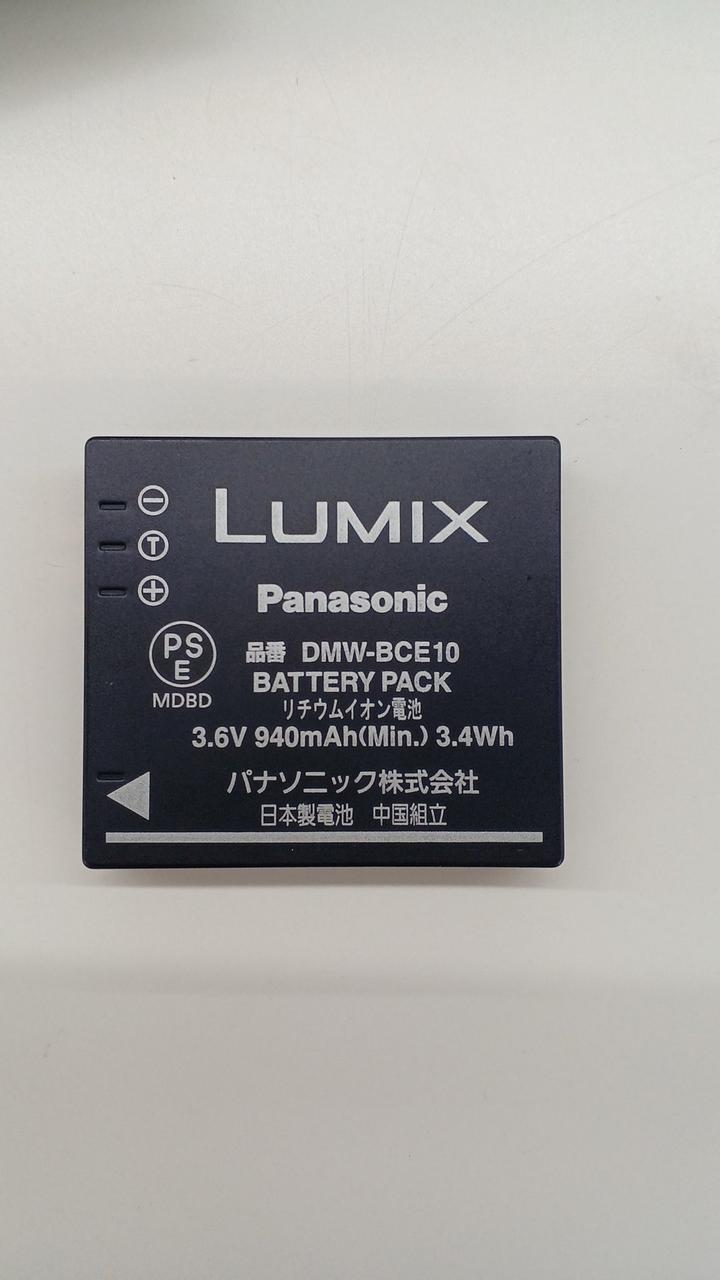 LUMIX
Panasonic
品番 DMW-BCE10
BATTERY PACK
リチウムイオン電池
3.6V 940mAh(Min.) 3.4Wh
パナソニック株式会社
日本製電池 中国組立
T
PS
E
MDBD